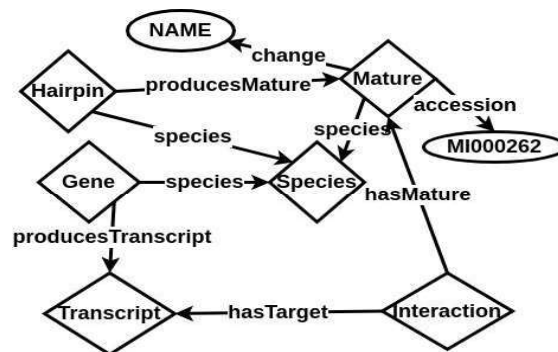 NAME
change
Mature
Hairpin
producesMature
accession
species
species
MI000262
Gene
species
Species
hasMature
producesTranscript
Transcript
hasTarget
Interaction